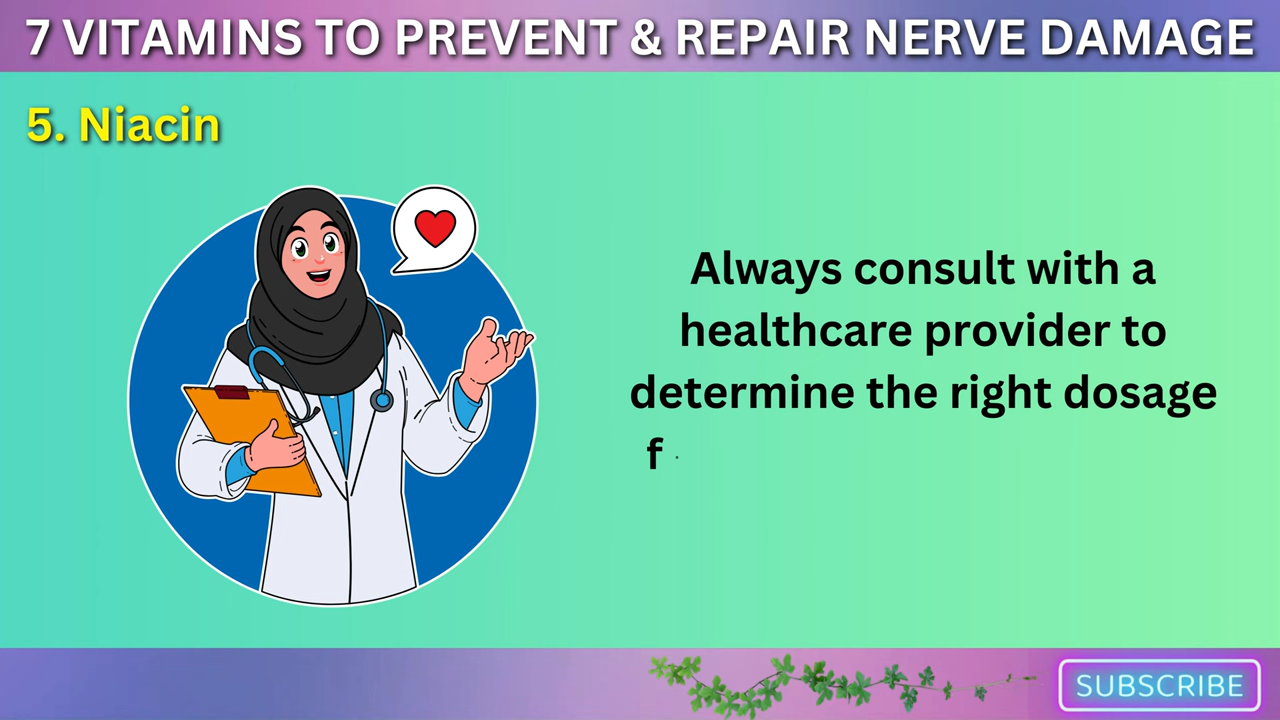 7 VITAMINS TO PREVENT & REPAIR NERVE DAMAGE
5. Niacin
Always consult with a
healthcare provider to
determine the right dosage
f
SUBSCRIBE